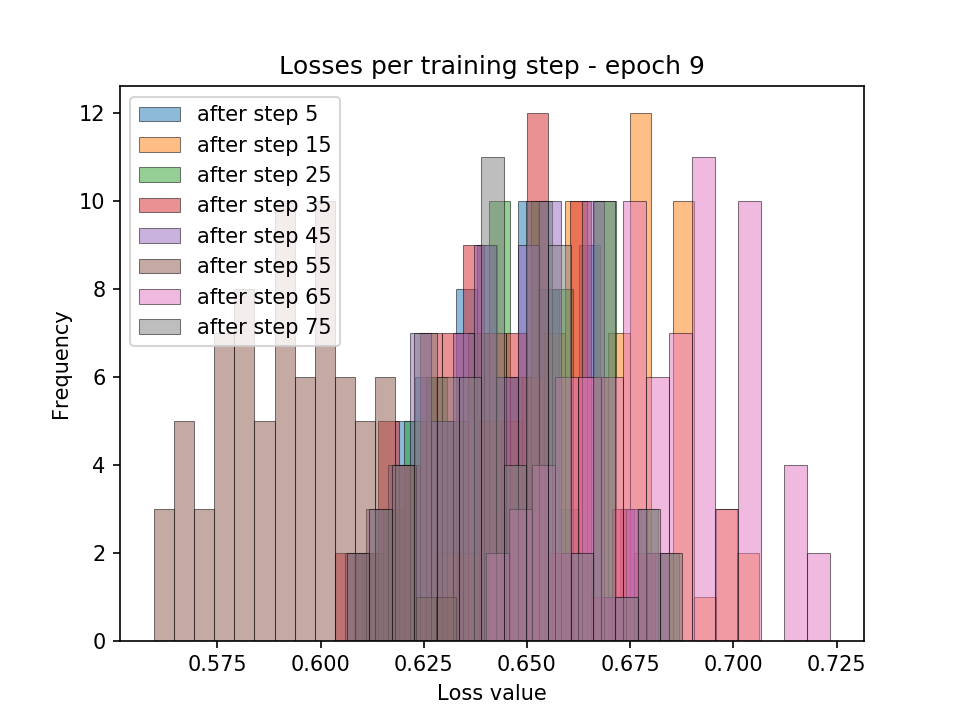 Losses per training step - epoch 9
12
10
8
6
4
2
0
Frequency
after step 5
after step 15
after step 25
after step 35
after step 45
after step 55
after step 65
after step 75
0.575 0.600 0.625 0.650 0.675 0.700 0.725
Loss value